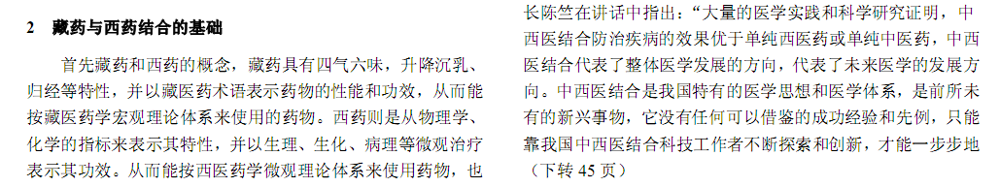 2 藏药与西药结合的基础
首先藏药和西药的概念，藏药具有四气六味，升降沉乳、
归经等特性，并以藏医药术语表示药物的性能和功效，从而能
按藏医药学宏观理论体系来使用的药物。西药则是从物理学、
化学的指标来表示其特性，并以生理、生化、病理等微观治疗
表示其功效。从而能按西医药学微观理论体系来使用药物，也
长陈竺在讲话中指出：“大量的医学实践和科学研究证明，中
西医结合防治疾病的效果优于单纯西医药或单纯中医药，中西
医结合代表了整体医学发展的方向，代表了未来医学的发展方
向。中西医结合是我国特有的医学思想和医学体系，是前所未
有的新兴事物，它没有任何可以借鉴的成功经验和先例，只能
靠我国中西医结合科技工作者不断探索和创新，才能一步步地
（下转 45 页）